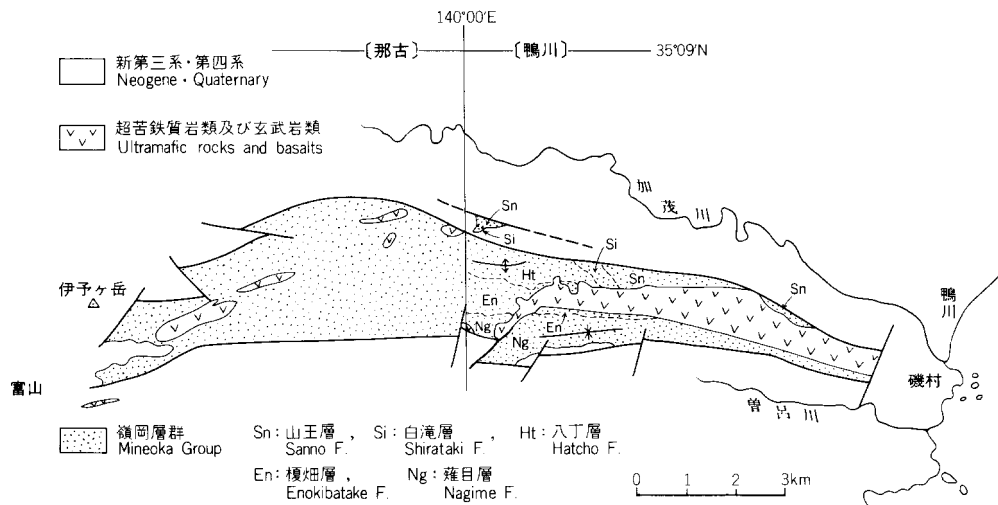 140°00′E
〔那古〕 〔鴨川〕 35°09′N
新第三系・第四系
Neogene・Quaternary
超苦鉄質岩類及び玄武岩類
Ultramafic rocks and basalts
加茂川
Sn
Si
Si
Ht
Sn
Sn
鴨川
伊予ヶ岳
En
Ng
En
Ng
富山
磯村
曽呂川
嶺岡層群
Mineoka Group
Sn：山王層 , Si：白滝層 , Ht：八丁層
Sanno F. Shirataki F. Hatcho F.
En：榎畑層 , Ng：薙目層
Enokibatake F. Nagime F.
0 1 2 3km